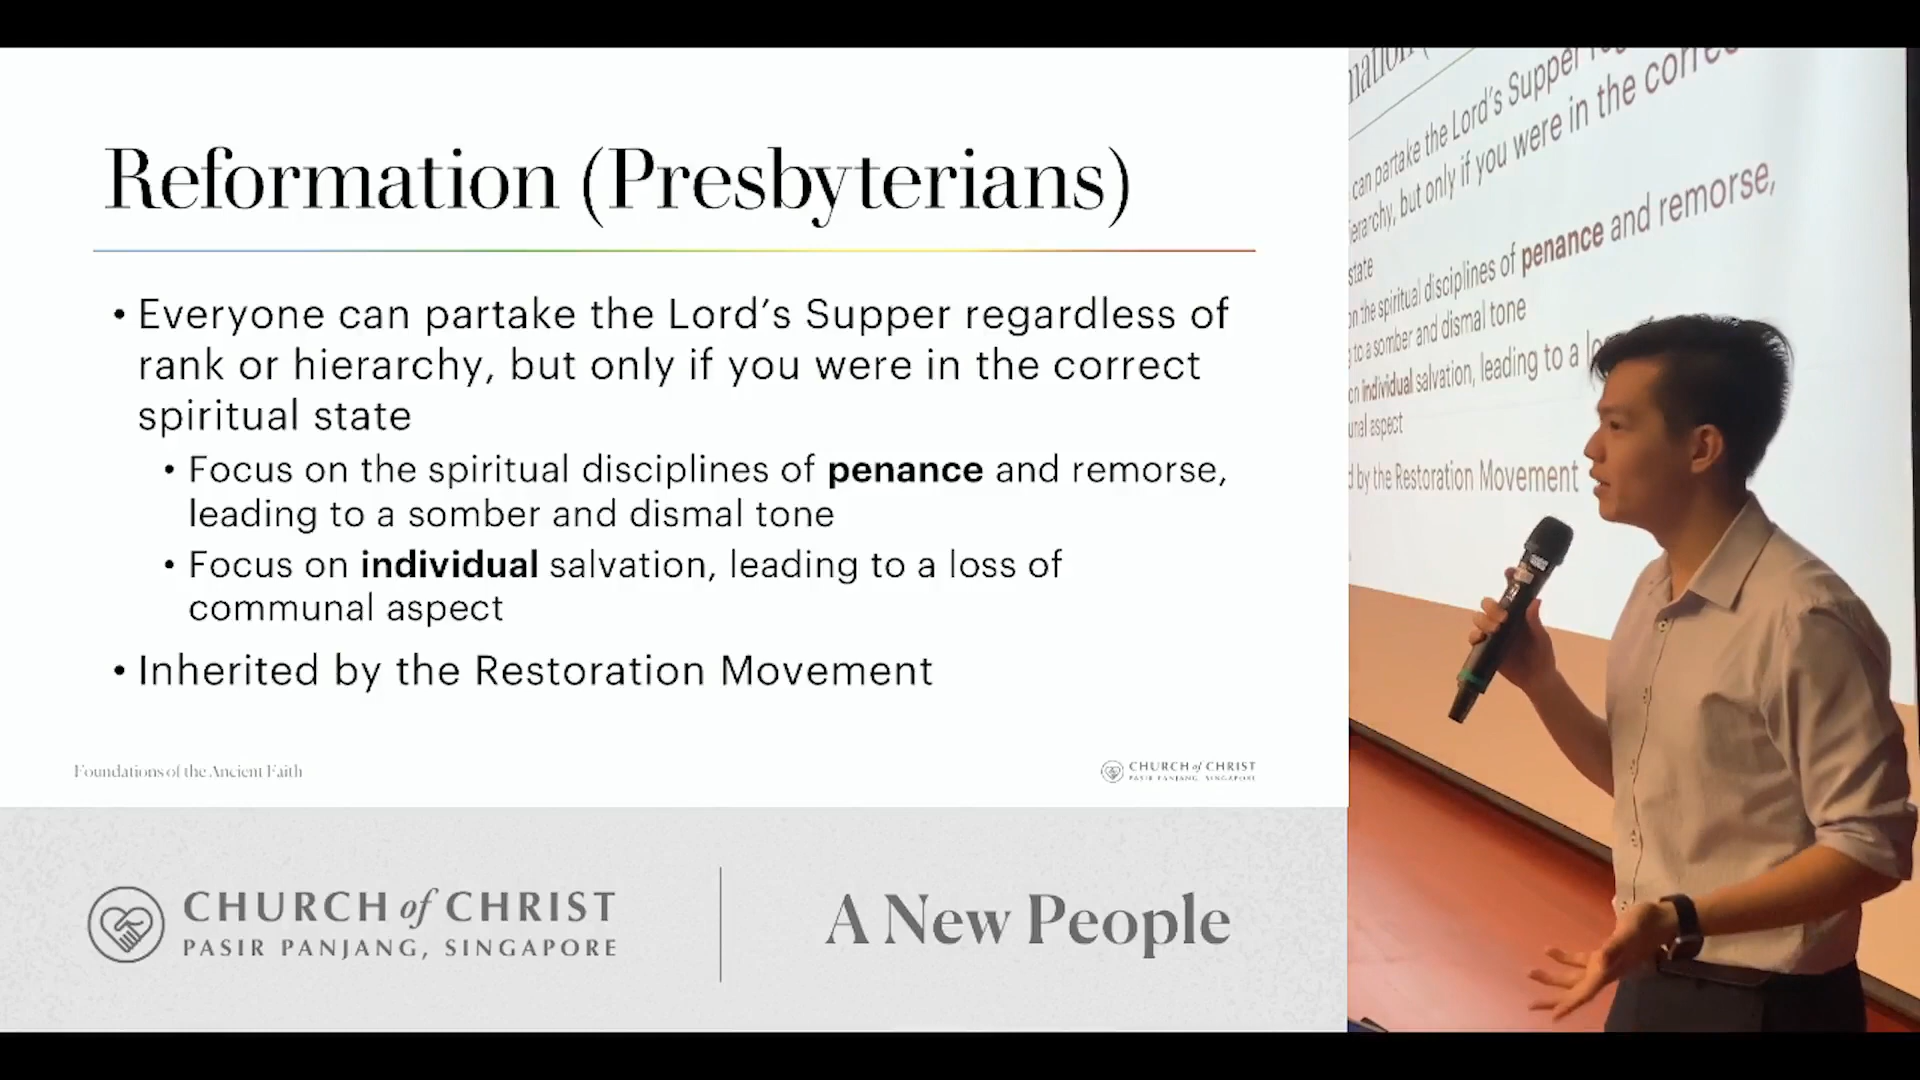 Reformation (Presbyterians)
• Everyone can partake the Lord's Supper regardless of
rank or hierarchy, but only if you were in the correct
spiritual state
• Focus on the spiritual disciplines of penance and remorse,
leading to a somber and dismal tone
• Focus on individual salvation, leading to a loss of
communal aspect
• Inherited by the Restoration Movement
Foundations of the Ancient Faith
CHURCH of CHRIST
PASIR PANJANG, SINGAPORE
CHURCH of CHRIST
PASIR PANJANG, SINGAPORE
A New People
can partake the Lord's Supper
but only if you were in the
state
the spiritual disciplines of penance and remorse,
to a somber and dismal tone
individual salvation, leading to a
aspect
by the Restoration Movement